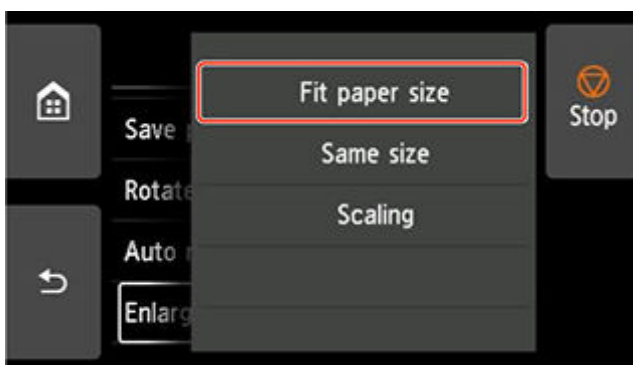 Fit paper size
Stop
Save
Same size
Rotate
Scaling
Auto
Enlarg